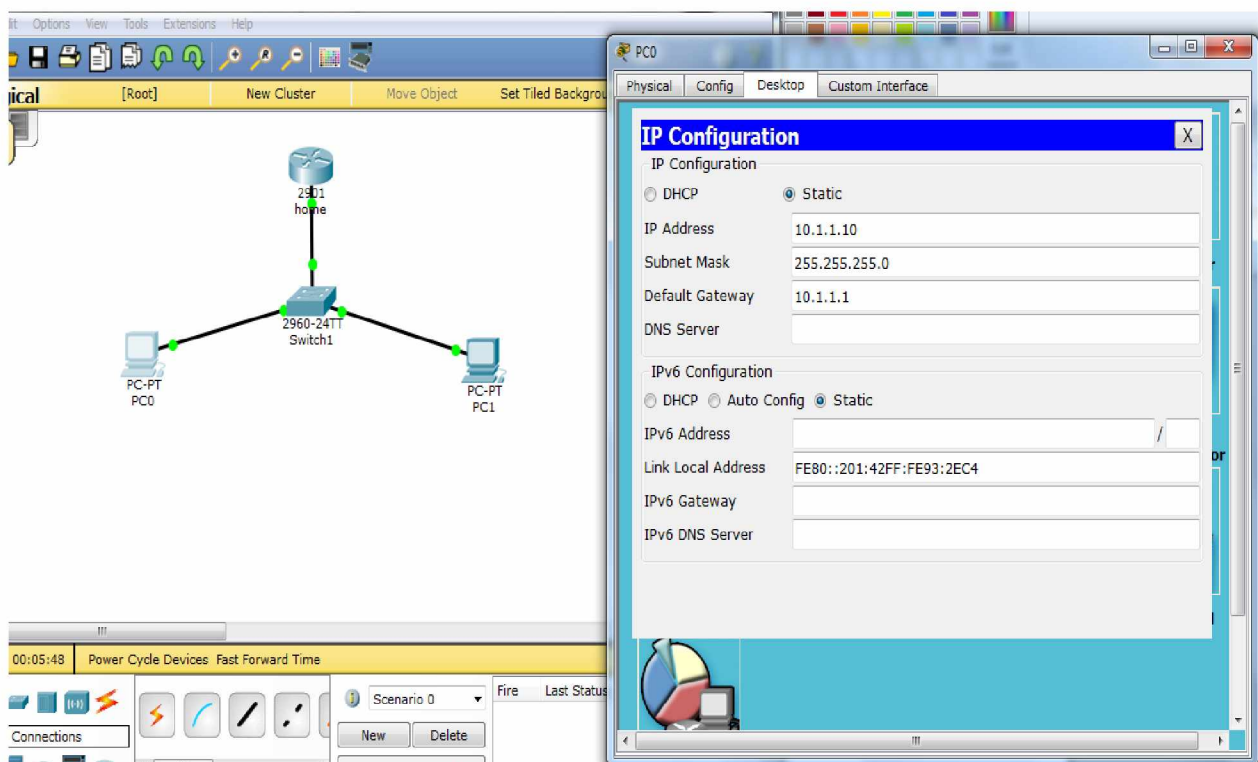 Options View Tools Extensions Help
[Root] New Cluster Move Object Set Tiled
2901
home
2960-24TT
Switch1
PC-PT
PC0
PC-PT
PC1
00:05:48 Power Cycle Devices Fast Forward Time
Connections
Scenario 0
New Delete
Fire Last Status
PC0
X
Physical Config Desktop Custom Interface
IP Configuration X
IP Configuration
DHCP Static
IP Address 10.1.1.10
Subnet Mask 255.255.255.0
Default Gateway 10.1.1.1
DNS Server
IPv6 Configuration
DHCP Auto Config Static
IPv6 Address /
Link Local Address FE80::201:42FF:FE93:2EC4
IPv6 Gateway
IPv6 DNS Server